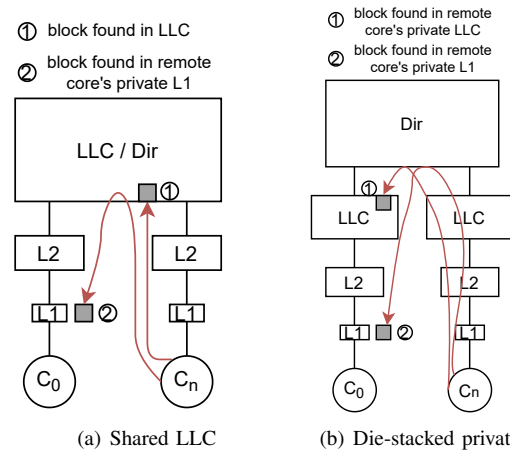 ① block found in LLC
② block found in remote
core's private L1
LLC / Dir
①
L2
L2
L1
②
L1
C0
Cn
(a) Shared LLC
① block found in remote
core's private LLC
② block found in remote
core's private L1
Dir
①
LLC
LLC
L2
L2
L1
②
L1
C0
Cn
(b) Die-stacked privat